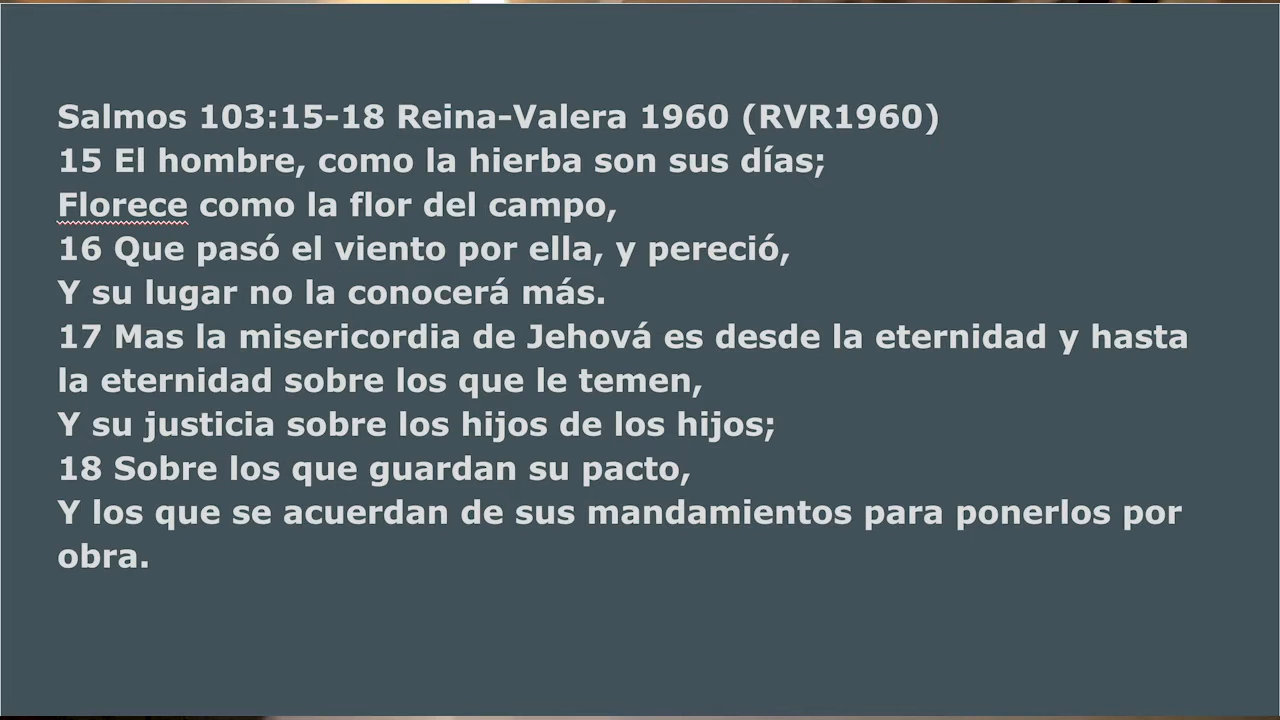 Salmos 103:15-18 Reina-Valera 1960 (RVR1960)
15 El hombre, como la hierba son sus días;
Florece como la flor del campo,
16 Que pasó el viento por ella, y pereció,
Y su lugar no la conocerá más.
17 Mas la misericordia de Jehová es desde la eternidad y hasta
la eternidad sobre los que le temen,
Y su justicia sobre los hijos de los hijos;
18 Sobre los que guardan su pacto,
Y los que se acuerdan de sus mandamientos para ponerlos por
obra.